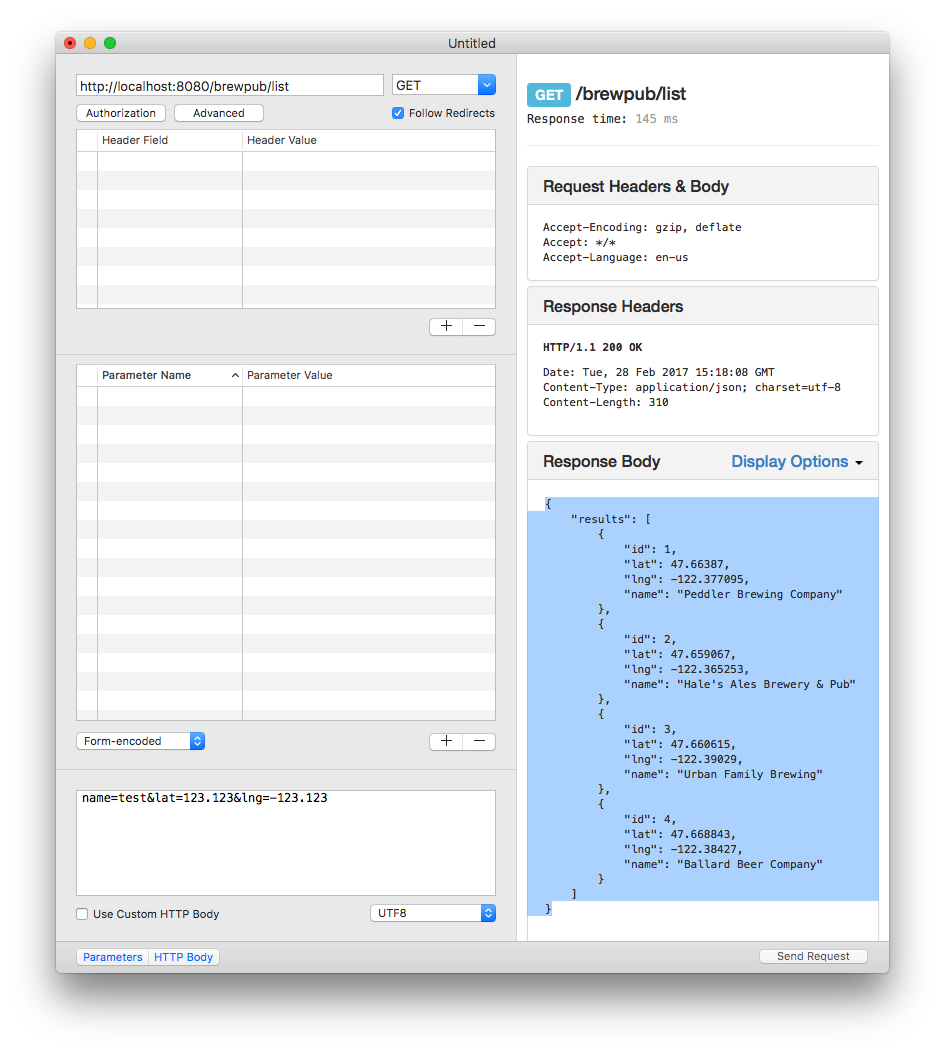 Untitled
http://localhost:8080/brewpub/list
GET
Authorization
Advanced
Follow Redirects
Header Field
Header Value
Parameter Name
Parameter Value
Form-encoded
name=test&lat=123.123&lng=-123.123
Use Custom HTTP Body
UTF8
Parameters
HTTP Body
GET /brewpub/list
Response time: 145 ms
Request Headers & Body
Accept-Encoding: gzip, deflate
Accept: */*
Accept-Language: en-us
Response Headers
HTTP/1.1 200 OK
Date: Tue, 28 Feb 2017 15:18:08 GMT
Content-Type: application/json; charset=utf-8
Content-Length: 310
Response Body
Display Options
{
"results": [
{
"id": 1,
"lat": 47.66387,
"lng": -122.377095,
"name": "Peddler Brewing Company"
},
{
"id": 2,
"lat": 47.659067,
"lng": -122.365253,
"name": "Hale's Ales Brewery & Pub"
},
{
"id": 3,
"lat": 47.660615,
"lng": -122.39029,
"name": "Urban Family Brewing"
},
{
"id": 4,
"lat": 47.668843,
"lng": -122.38427,
"name": "Ballard Beer Company"
}
]
}
Send Request